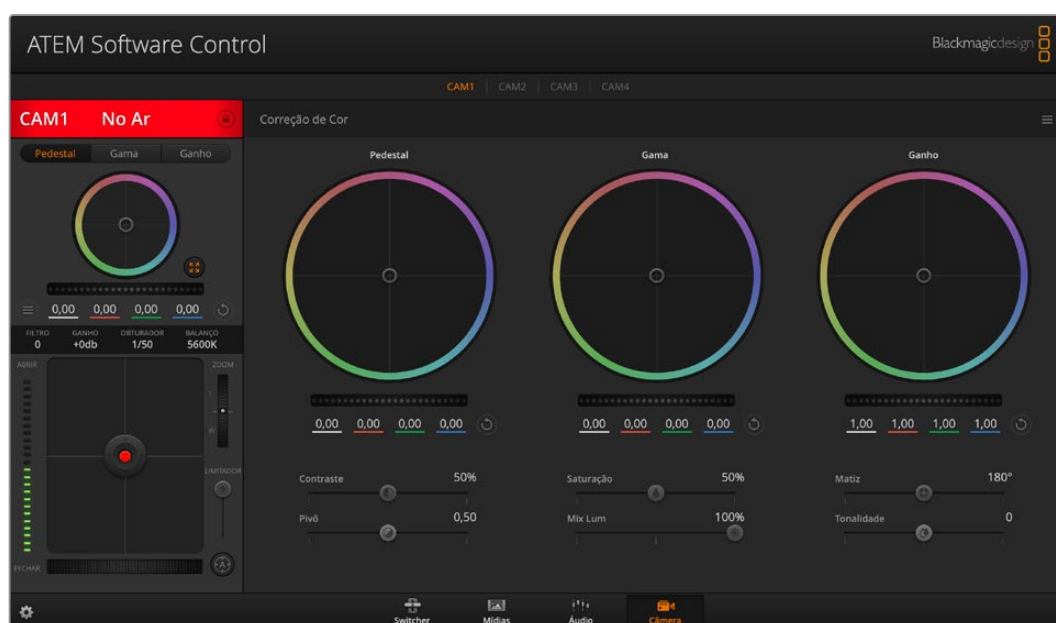 ATEM Software Control
Blackmagicdesign
CAM1 CAM2 CAM3 CAM4
CAM1 No Ar
Correção de Cor
Pedestal Gama Ganho
Pedestal Gama Ganho
0,00 0,00 0,00 0,00
FILTRO GANHO OBTURADOR BALANÇO
0 +0db 1/50 5600K
ABRIR ZOOM
T
W
LIMITADOR
A
FECHAR
0,00 0,00 0,00 0,00
0,00 0,00 0,00 0,00
1,00 1,00 1,00 1,00
Contraste 50%
Saturação 50%
Matiz 180°
Pivô 0,50
Mix Lum 100%
Tonalidade 0
Switcher Mídias Áudio Câmera